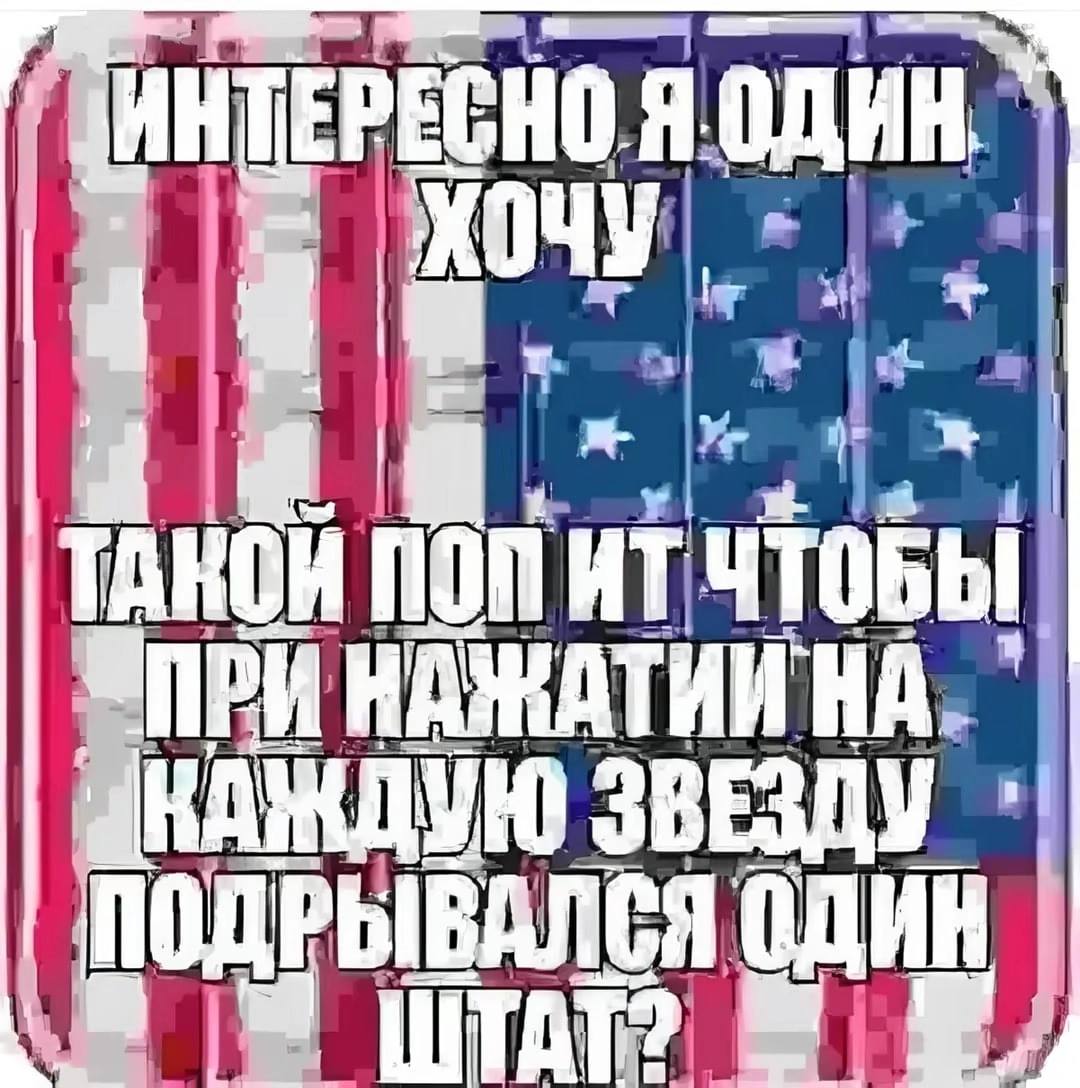 ИНТЕРЕСНО Я ОДИН
ХОЧУ
ТАКОЙ ПОП ИТ ЧТОБЫ
ПРИ НАЖАТИИ НА
КАЖДУЮ ЗВЕЗДУ
ПОДРЫВАЛСЯ ОДИН
ШТАТ?